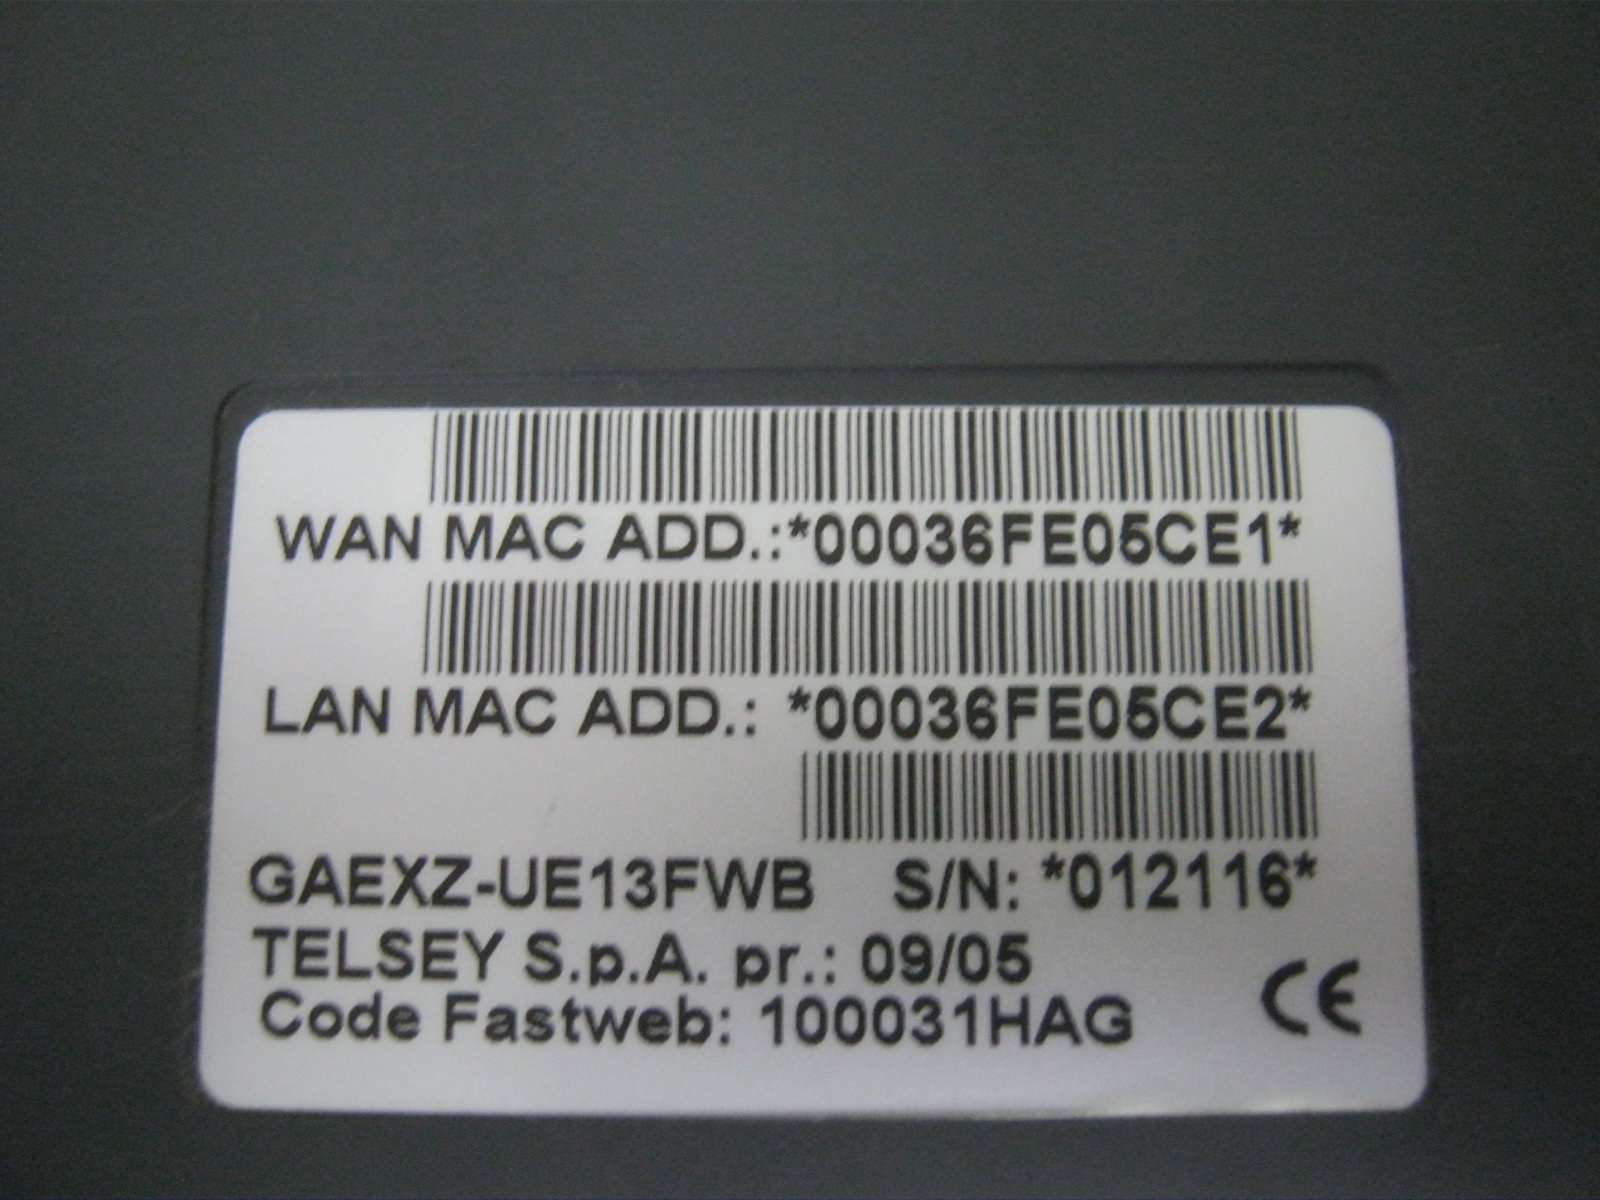 WAN MAC ADD.:*00036FE05CE1*
LAN MAC ADD.: *00036FE05CE2*
GAEXZ-UE13FWB S/N: *012116*
TELSEY S.p.A. pr.: 09/05
Code Fastweb: 100031HAG
CE